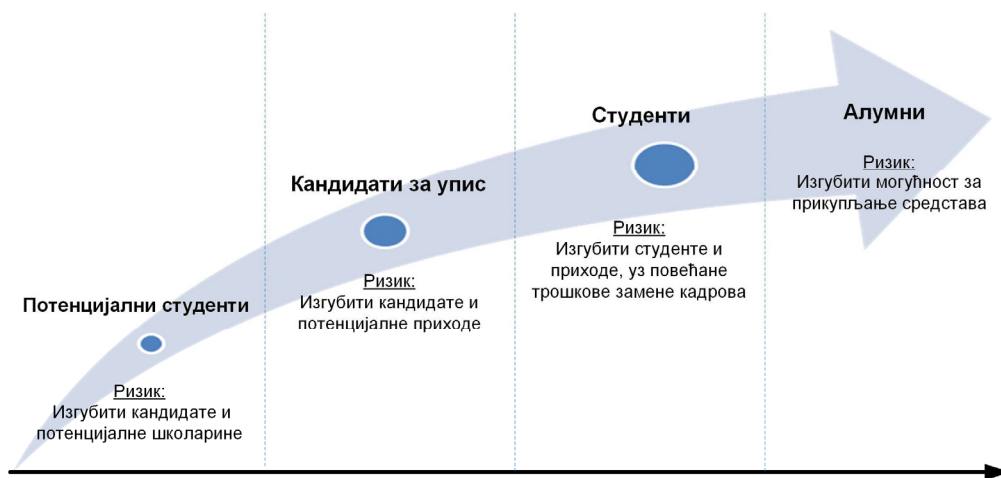 Потенцијални студенти
Ризик:
Изгубити кандидате и
потенцијалне школарине
Кандидати за упис
Ризик:
Изгубити кандидате и
потенцијалне приходе
Студенти
Ризик:
Изгубити студенте и
приходе, уз повећане
трошкове замене кадрова
Алумни
Ризик:
Изгубити могућност за
прикупљање средстава